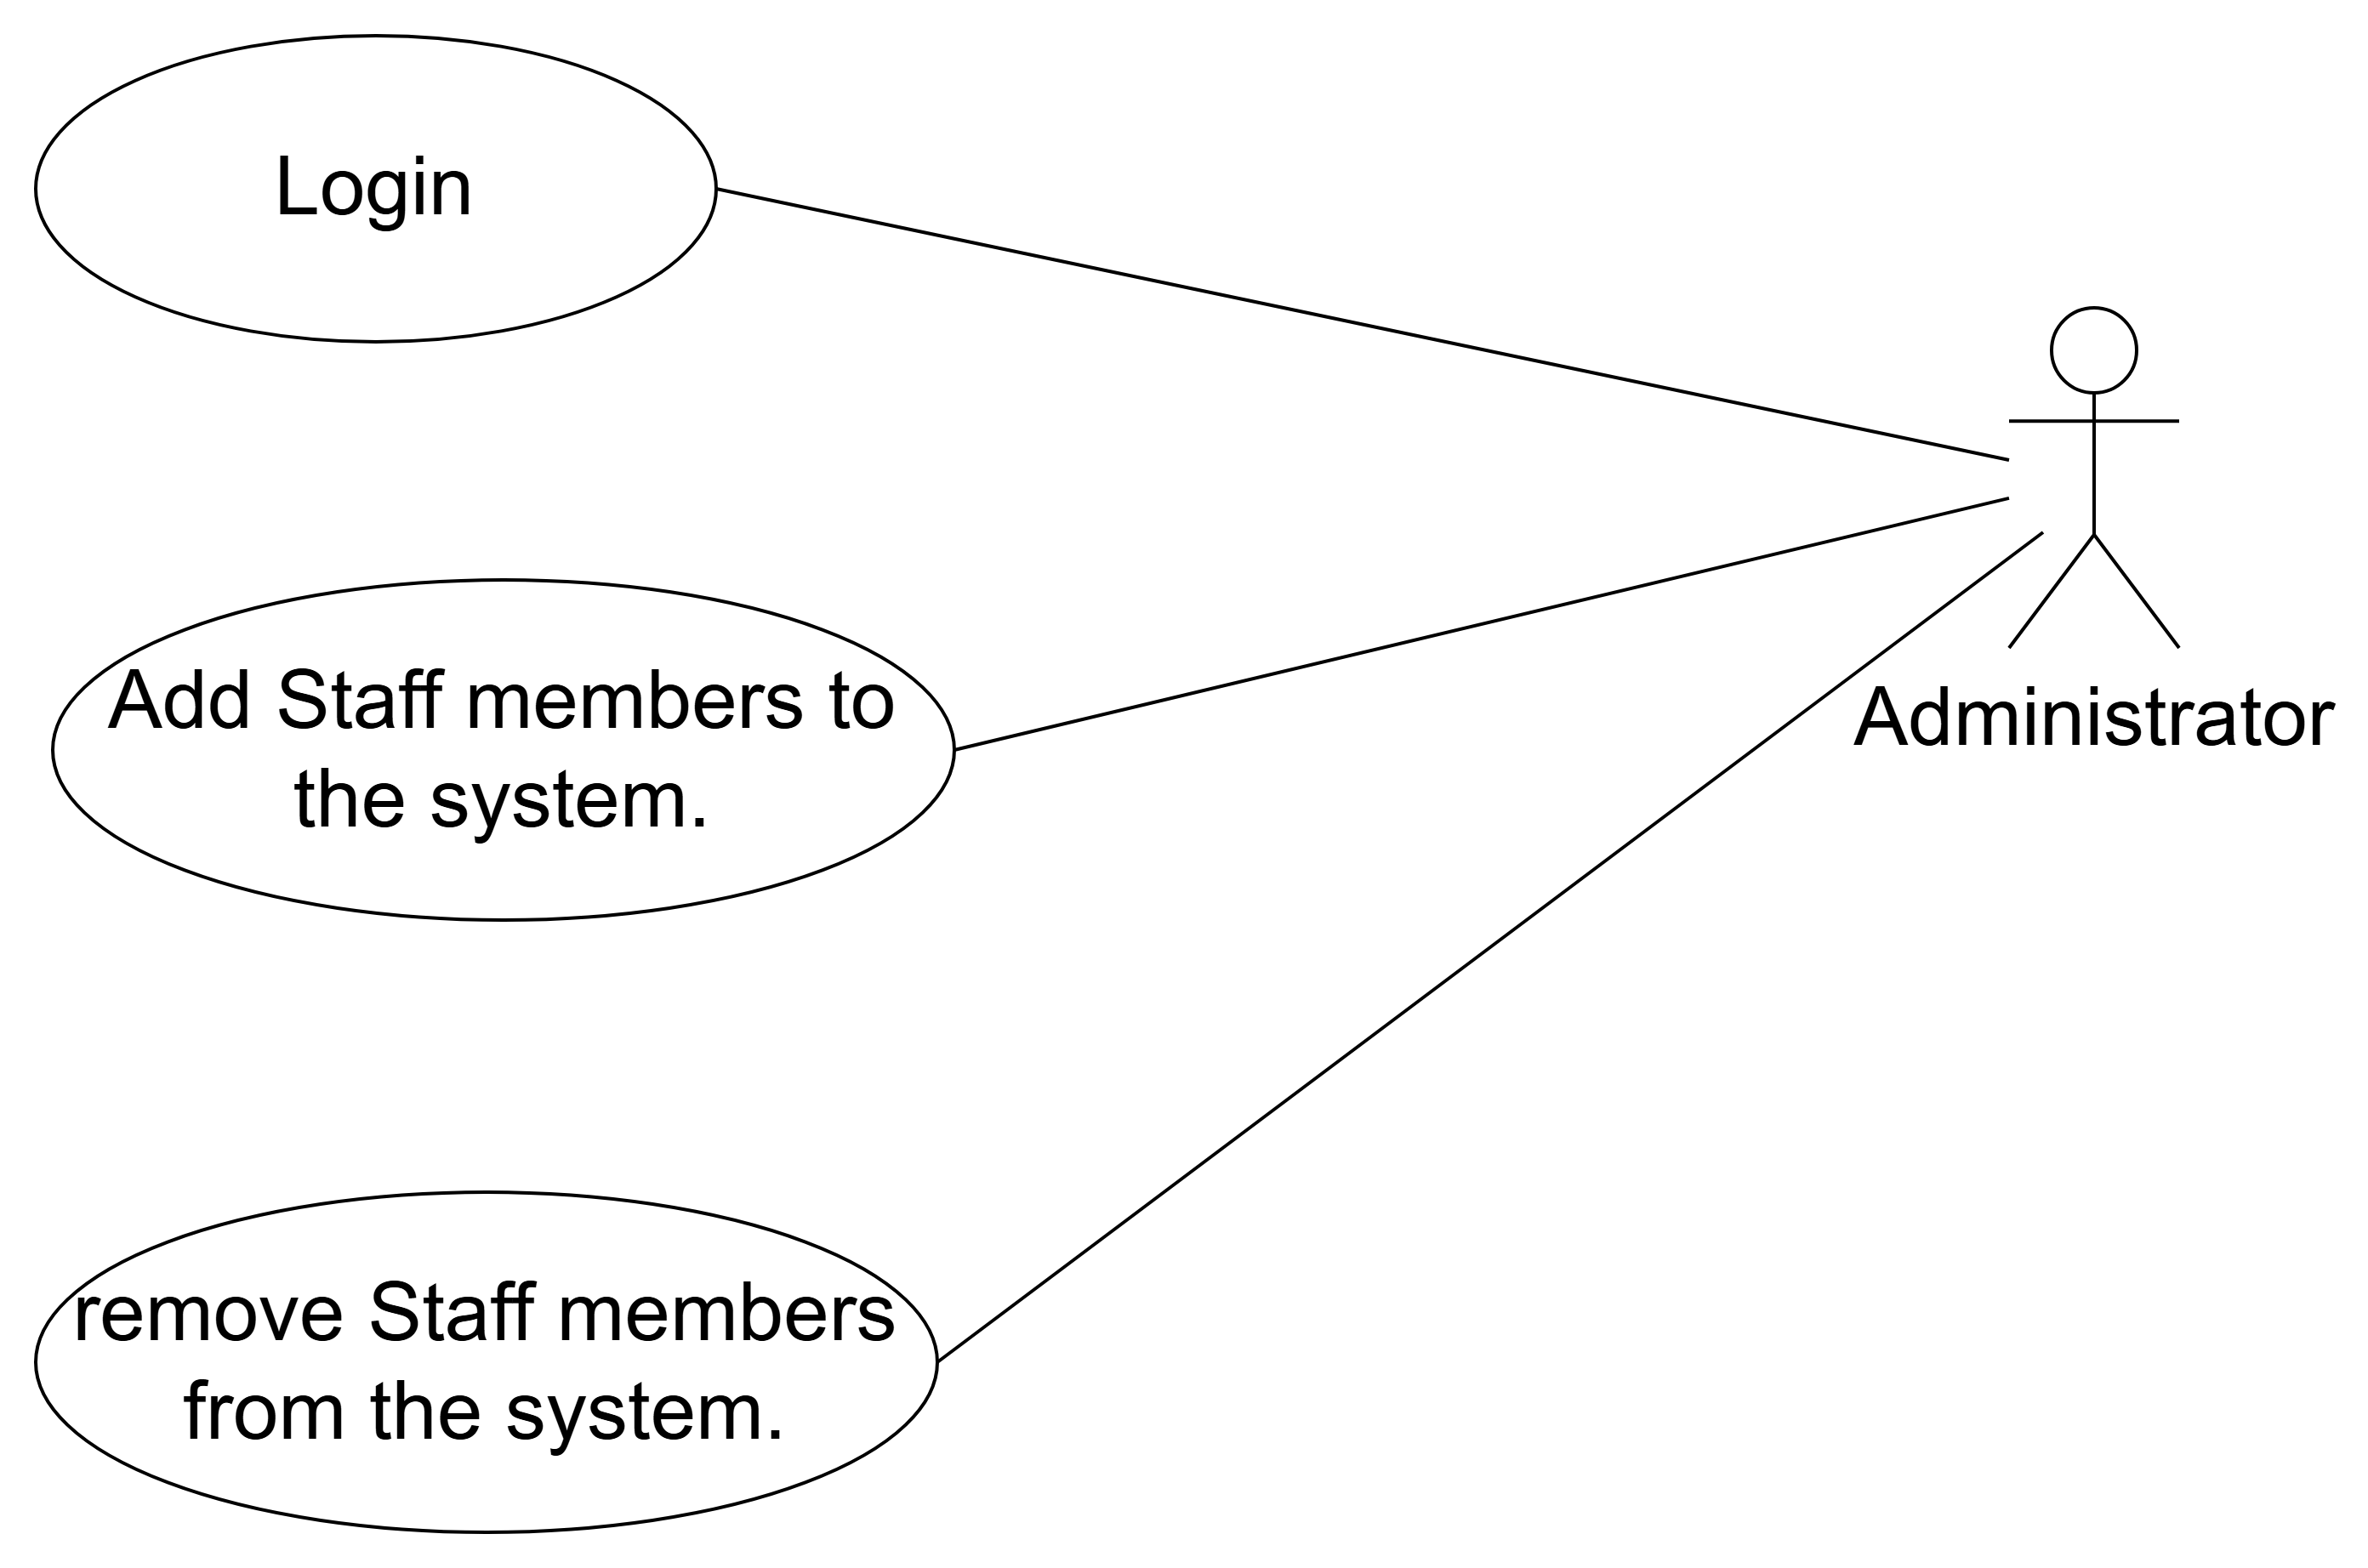 Login
Add Staff members to
the system.
Administrator
remove Staff members
from the system.